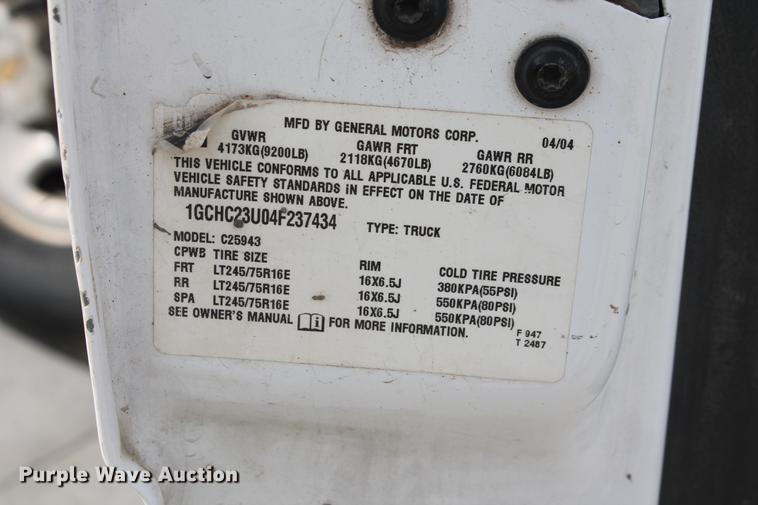 MFD BY GENERAL MOTORS CORP. 04/04
GVWR GAWR FRT GAWR RR
4173KG(9200LB) 2118KG(4670LB) 2760KG(6084LB)
THIS VEHICLE CONFORMS TO ALL APPLICABLE U.S. FEDERAL MOTOR
VEHICLE SAFETY STANDARDS IN EFFECT ON THE DATE OF
MANUFACTURE SHOWN ABOVE.
1GCHC23U04F237434 TYPE: TRUCK
MODEL: C25943
CPWB TIRE SIZE RIM COLD TIRE PRESSURE
FRT LT245/75R16E 16X6.5J 380KPA(55PSI)
RR LT245/75R16E 16X6.5J 550KPA(80PSI)
SPA LT245/75R16E 16X6.5J 550KPA(80PSI)
SEE OWNER'S MANUAL FOR MORE INFORMATION.
F 947
T 2487
Purple Wave Auction